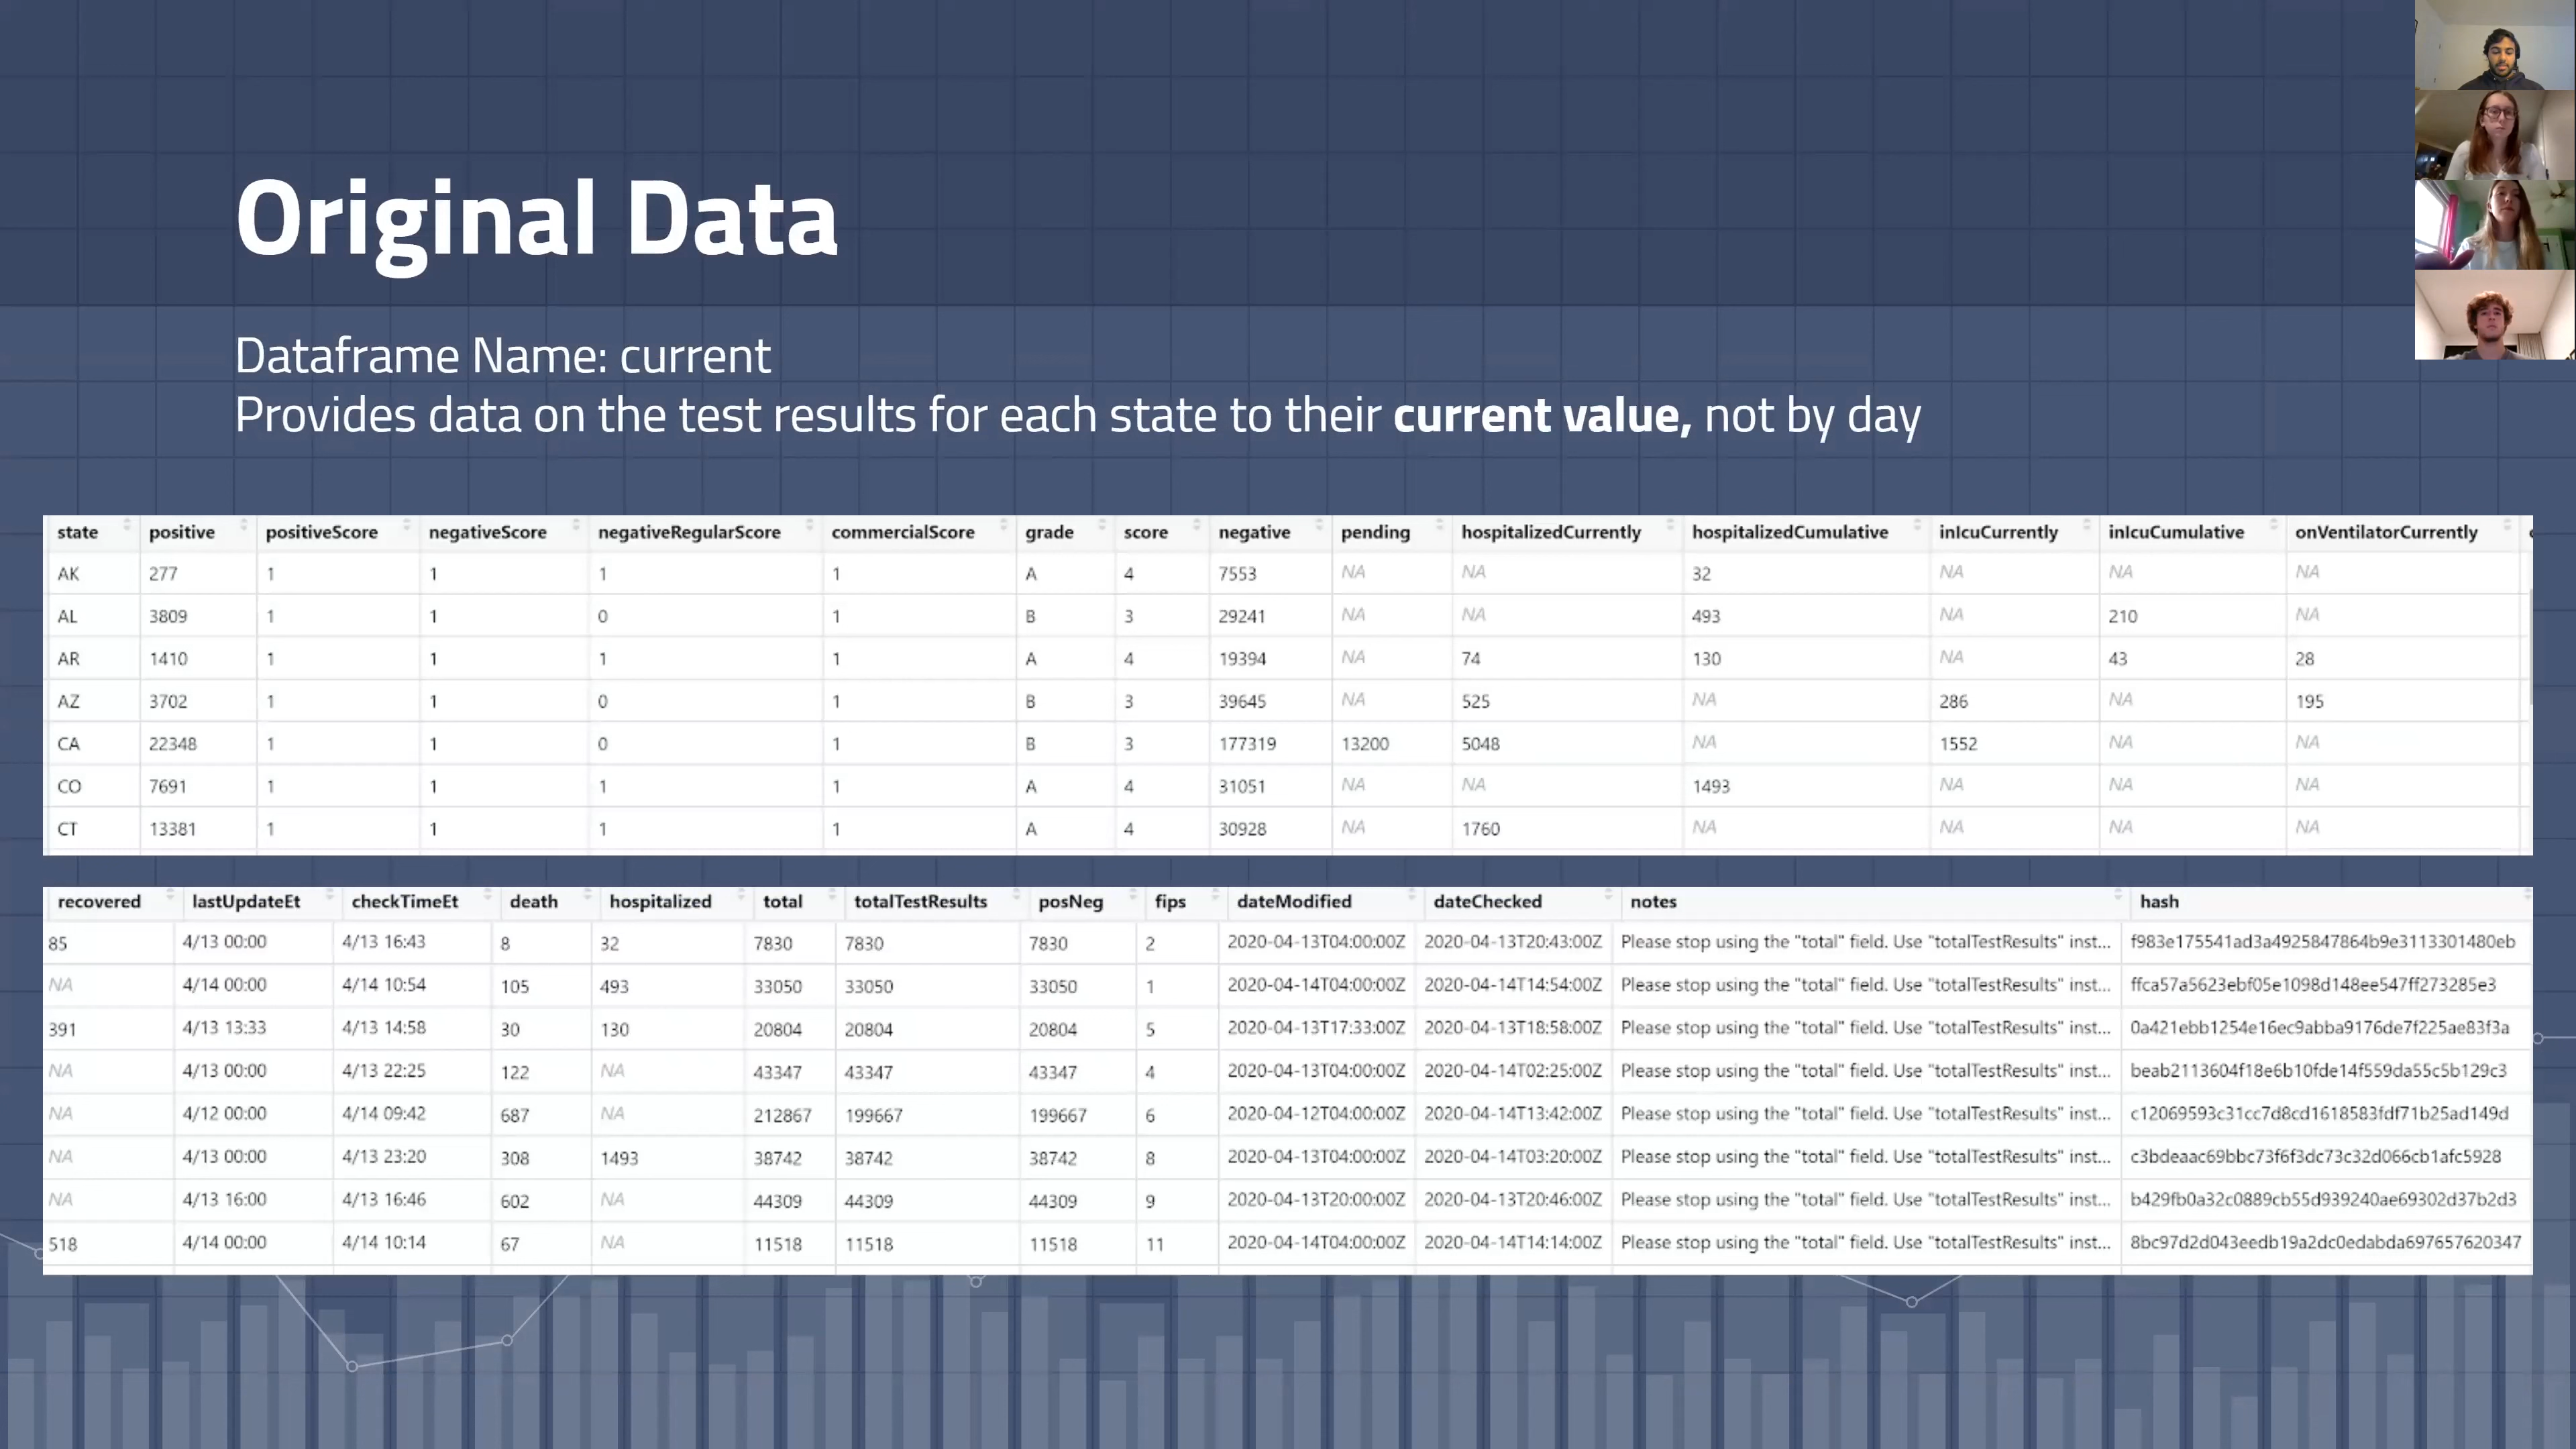 Original Data
Dataframe Name: current
Provides data on the test results for each state to their current value, not by day
state positive positiveScore negativeScore negativeRegularScore commercialScore grade score negative pending hospitalizedCurrently hospitalizedCumulative inIcuCurrently inIcuCumulative onVentilatorCurrently
AK 277 1 1 1 1 A 4 7553 NA NA 32 NA NA NA
AL 3809 1 1 0 1 B 3 29241 NA NA 493 NA 210 NA
AR 1410 1 1 1 1 A 4 19394 NA 74 130 NA 43 28
AZ 3702 1 1 0 1 B 3 39645 NA 525 NA 286 NA 195
CA 22348 1 1 0 1 B 3 177319 13200 5048 NA 1552 NA NA
CO 7691 1 1 1 1 A 4 31051 NA NA 1493 NA NA NA
CT 13381 1 1 1 1 A 4 30928 NA 1760 NA NA NA NA
recovered lastUpdateEt checkTimeEt death hospitalized total totalTestResults posNeg fips dateModified dateChecked notes hash
85 4/13 00:00 4/13 16:43 8 32 7830 7830 7830 2 2020-04-13T04:00:00Z 2020-04-13T20:43:00Z Please stop using the "total" field. Use "totalTestResults" inst... f983e175541ad3a4925847864b9e3113301480eb
NA 4/14 00:00 4/14 10:54 105 493 33050 33050 33050 1 2020-04-14T04:00:00Z 2020-04-14T14:54:00Z Please stop using the "total" field. Use "totalTestResults" inst... ffca57a5623ebf05e1098d148ee547ff273285e3
391 4/13 13:33 4/13 14:58 30 130 20804 20804 20804 5 2020-04-13T17:33:00Z 2020-04-13T18:58:00Z Please stop using the "total" field. Use "totalTestResults" inst... 0a421ebb1254e16ec9abba9176de7f225ae83f3a
NA 4/13 00:00 4/13 22:25 122 NA 43347 43347 43347 4 2020-04-13T04:00:00Z 2020-04-14T02:25:00Z Please stop using the "total" field. Use "totalTestResults" inst... beab2113604f18e6b10fde14f559da55c5b129c3
NA 4/12 00:00 4/14 09:42 687 NA 212867 199667 199667 6 2020-04-12T04:00:00Z 2020-04-14T13:42:00Z Please stop using the "total" field. Use "totalTestResults" inst... c12069593c31cc7d8cd1618583fdf71b25ad149d
NA 4/13 00:00 4/13 23:20 308 1493 38742 38742 38742 8 2020-04-13T04:00:00Z 2020-04-14T03:20:00Z Please stop using the "total" field. Use "totalTestResults" inst... c3bdeaac69bbc73f6f3dc73c32d066cb1afc5928
NA 4/13 16:00 4/13 16:46 602 NA 44309 44309 44309 9 2020-04-13T20:00:00Z 2020-04-13T20:46:00Z Please stop using the "total" field. Use "totalTestResults" inst... b429fb0a32c0889cb55d939240ae69302d37b2d3
518 4/14 00:00 4/14 10:14 67 NA 11518 11518 11518 11 2020-04-14T04:00:00Z 2020-04-14T14:14:00Z Please stop using the "total" field. Use "totalTestResults" inst... 8bc97d2d043eedb19a2dc0edabda697657620347